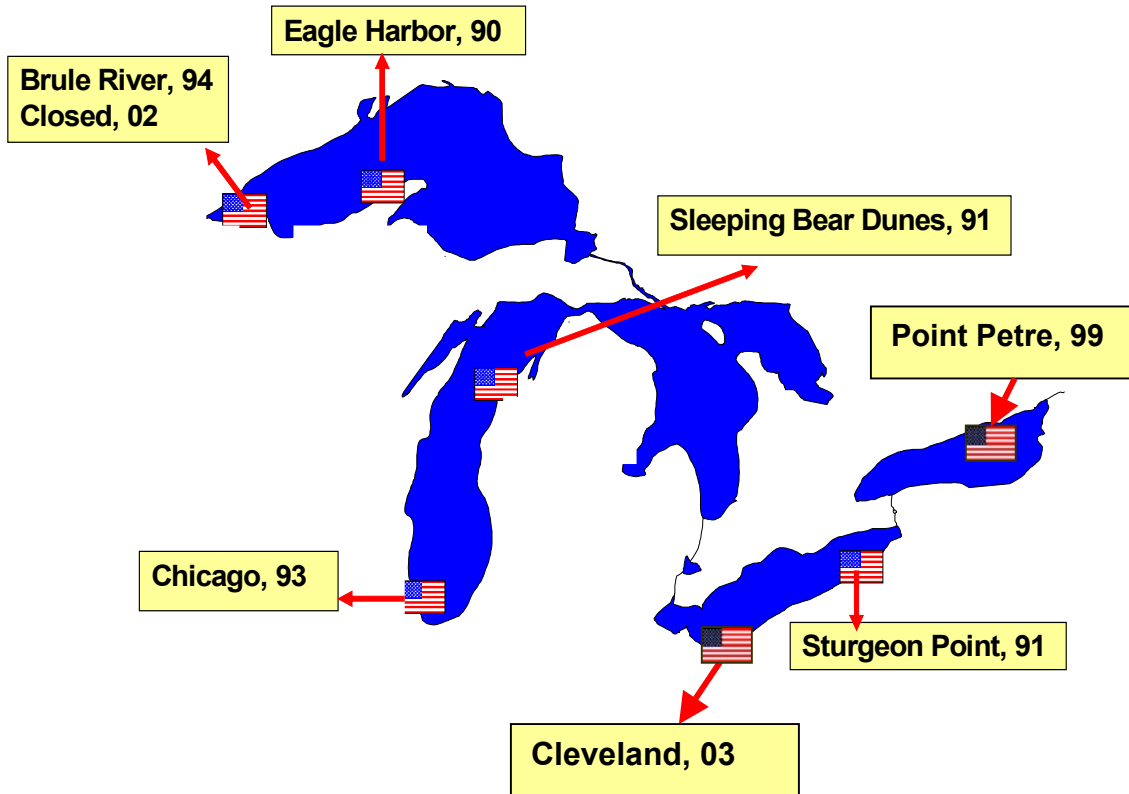 Eagle Harbor, 90
Brule River, 94
Closed, 02
Sleeping Bear Dunes, 91
Point Petre, 99
Chicago, 93
Sturgeon Point, 91
Cleveland, 03